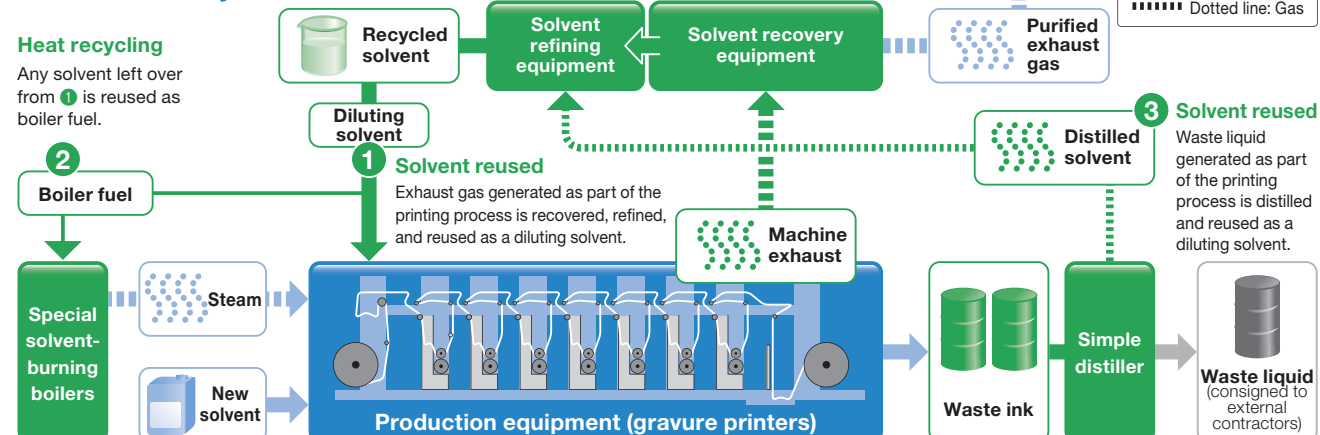 Dotted line: Gas
Heat recycling
Any solvent left over
from ❶ is reused as
boiler fuel.
Recycled
solvent
Solvent
refining
equipment
Solvent recovery
equipment
Purified
exhaust
gas
Diluting
solvent
2
Boiler fuel
1
Solvent reused
Exhaust gas generated as part of the
printing process is recovered, refined,
and reused as a diluting solvent.
Machine
exhaust
Distilled
solvent
3
Solvent reused
Waste liquid
generated as part
of the printing
process is distilled
and reused as a
diluting solvent.
Special
solvent-
burning
boilers
Steam
New
solvent
Production equipment (gravure printers)
Waste ink
Simple
distiller
Waste liquid
(consigned to
external
contractors)